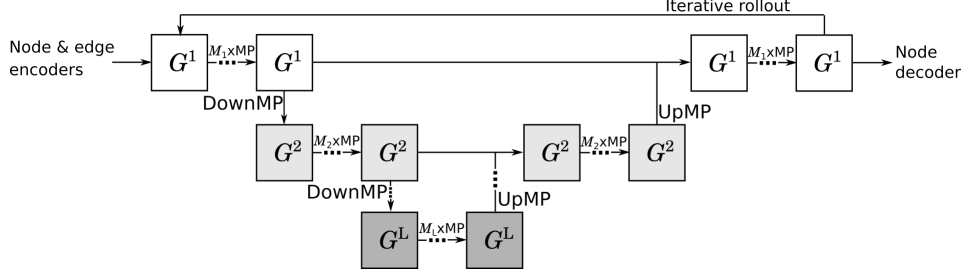 Iterative rollout
Node & edge
encoders
G¹
M₁xMP
G¹
G¹
M₁xMP
G¹
Node
decoder
DownMP
UpMP
G²
M₂xMP
G²
G²
M₂xMP
G²
DownMP
UpMP
Gᴸ
M_LxMP
Gᴸ